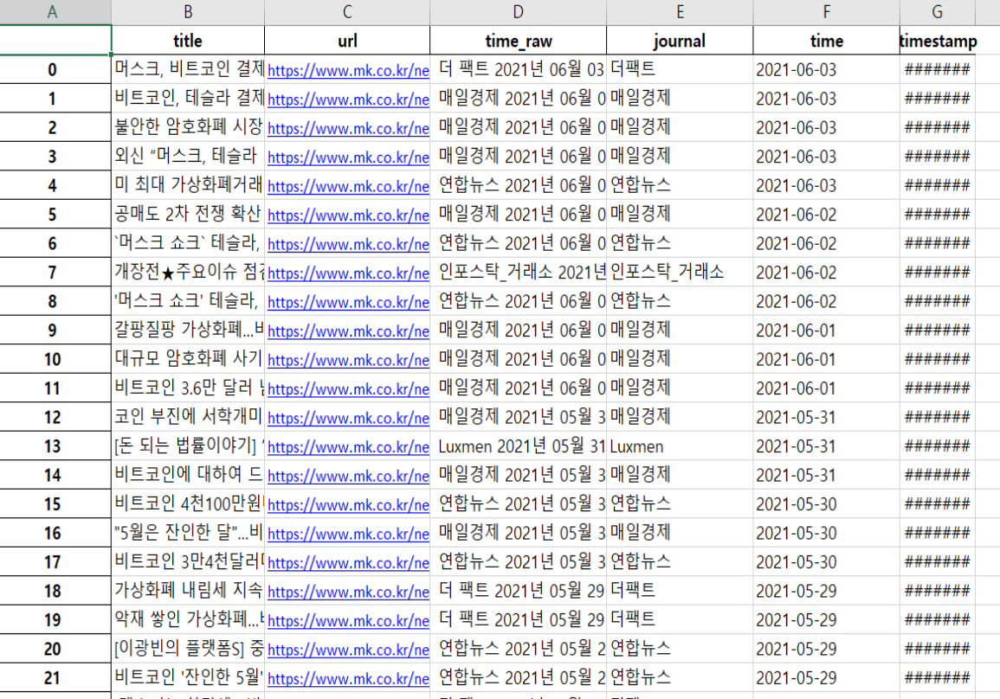 A B C D E F G
title url time_raw journal time timestamp
0 머스크, 비트코인 결제 https://www.mk.co.kr/ne 더 팩트 2021년 06월 03 더팩트 2021-06-03 #######
1 비트코인, 테슬라 결제 https://www.mk.co.kr/ne 매일경제 2021년 06월 0 매일경제 2021-06-03 #######
2 불안한 암호화폐 시장 https://www.mk.co.kr/ne 매일경제 2021년 06월 0 매일경제 2021-06-03 #######
3 외신 “머스크, 테슬라 https://www.mk.co.kr/ne 매일경제 2021년 06월 0 매일경제 2021-06-03 #######
4 미 최대 가상화폐거래 https://www.mk.co.kr/ne 연합뉴스 2021년 06월 0 연합뉴스 2021-06-03 #######
5 공매도 2차 전쟁 확산 https://www.mk.co.kr/ne 매일경제 2021년 06월 0 매일경제 2021-06-02 #######
6 `머스크 쇼크` 테슬라, https://www.mk.co.kr/ne 연합뉴스 2021년 06월 0 연합뉴스 2021-06-02 #######
7 개장전★주요이슈 점검 https://www.mk.co.kr/ne 인포스탁_거래소 2021년 인포스탁_거래소 2021-06-02 #######
8 '머스크 쇼크' 테슬라, https://www.mk.co.kr/ne 연합뉴스 2021년 06월 0 연합뉴스 2021-06-02 #######
9 갈팡질팡 가상화폐... https://www.mk.co.kr/ne 매일경제 2021년 06월 0 매일경제 2021-06-01 #######
10 대규모 암호화폐 사기 https://www.mk.co.kr/ne 매일경제 2021년 06월 0 매일경제 2021-06-01 #######
11 비트코인 3.6만 달러 https://www.mk.co.kr/ne 매일경제 2021년 06월 0 매일경제 2021-06-01 #######
12 코인 부진에 서학개미 https://www.mk.co.kr/ne 매일경제 2021년 05월 3 매일경제 2021-05-31 #######
13 [돈 되는 법률이야기] https://www.mk.co.kr/ne Luxmen 2021년 05월 31 Luxmen 2021-05-31 #######
14 비트코인에 대하여 드 https://www.mk.co.kr/ne 매일경제 2021년 05월 3 매일경제 2021-05-31 #######
15 비트코인 4천100만원 https://www.mk.co.kr/ne 연합뉴스 2021년 05월 3 연합뉴스 2021-05-30 #######
16 "5월은 잔인한 달"...비 https://www.mk.co.kr/ne 매일경제 2021년 05월 3 매일경제 2021-05-30 #######
17 비트코인 3만4천달러 https://www.mk.co.kr/ne 연합뉴스 2021년 05월 3 연합뉴스 2021-05-30 #######
18 가상화폐 내림세 지속 https://www.mk.co.kr/ne 더 팩트 2021년 05월 29 더팩트 2021-05-29 #######
19 악재 쌓인 가상화폐... https://www.mk.co.kr/ne 더 팩트 2021년 05월 29 더팩트 2021-05-29 #######
20 [이광빈의 플랫폼S] 중 https://www.mk.co.kr/ne 연합뉴스 2021년 05월 2 연합뉴스 2021-05-29 #######
21 비트코인 '잔인한 5월' https://www.mk.co.kr/ne 연합뉴스 2021년 05월 2 연합뉴스 2021-05-29 #######